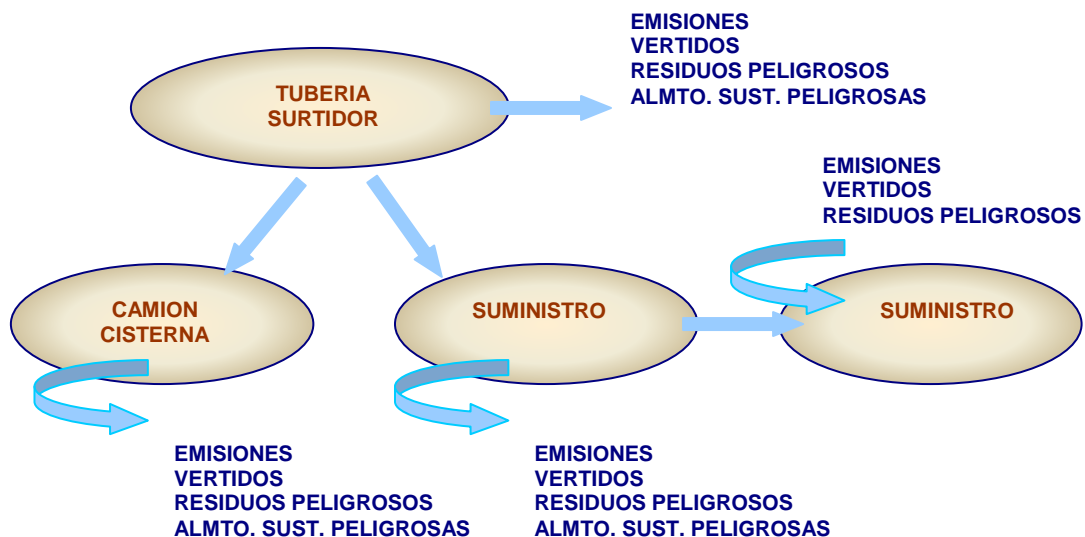 EMISIONES
VERTIDOS
RESIDUOS PELIGROSOS
ALMTO. SUST. PELIGROSAS
TUBERIA
SURTIDOR
EMISIONES
VERTIDOS
RESIDUOS PELIGROSOS
CAMION
CISTERNA
SUMINISTRO
SUMINISTRO
EMISIONES
VERTIDOS
RESIDUOS PELIGROSOS
ALMTO. SUST. PELIGROSAS
EMISIONES
VERTIDOS
RESIDUOS PELIGROSOS
ALMTO. SUST. PELIGROSAS